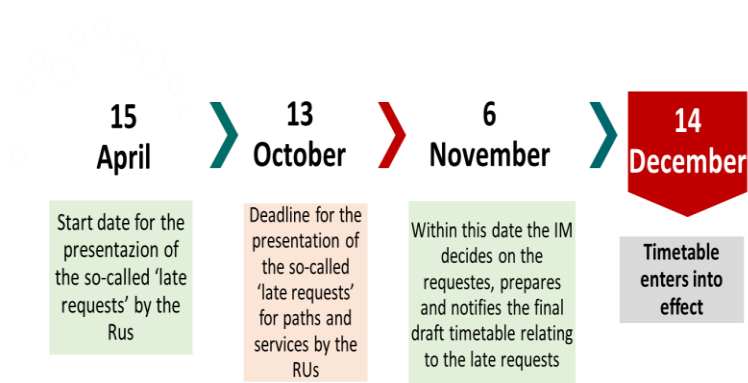 15
April
13
October
6
November
14
December
Start date for the
presentazion of
the so-called ‘late
requests’ by the
Rus
Deadline for the
presentation of
the so-called
‘late requests’
for paths and
services by the
RUs
Within this date the IM
decides on the
requestes, prepares
and notifies the final
draft timetable relating
to the late requests
Timetable
enters into
effect